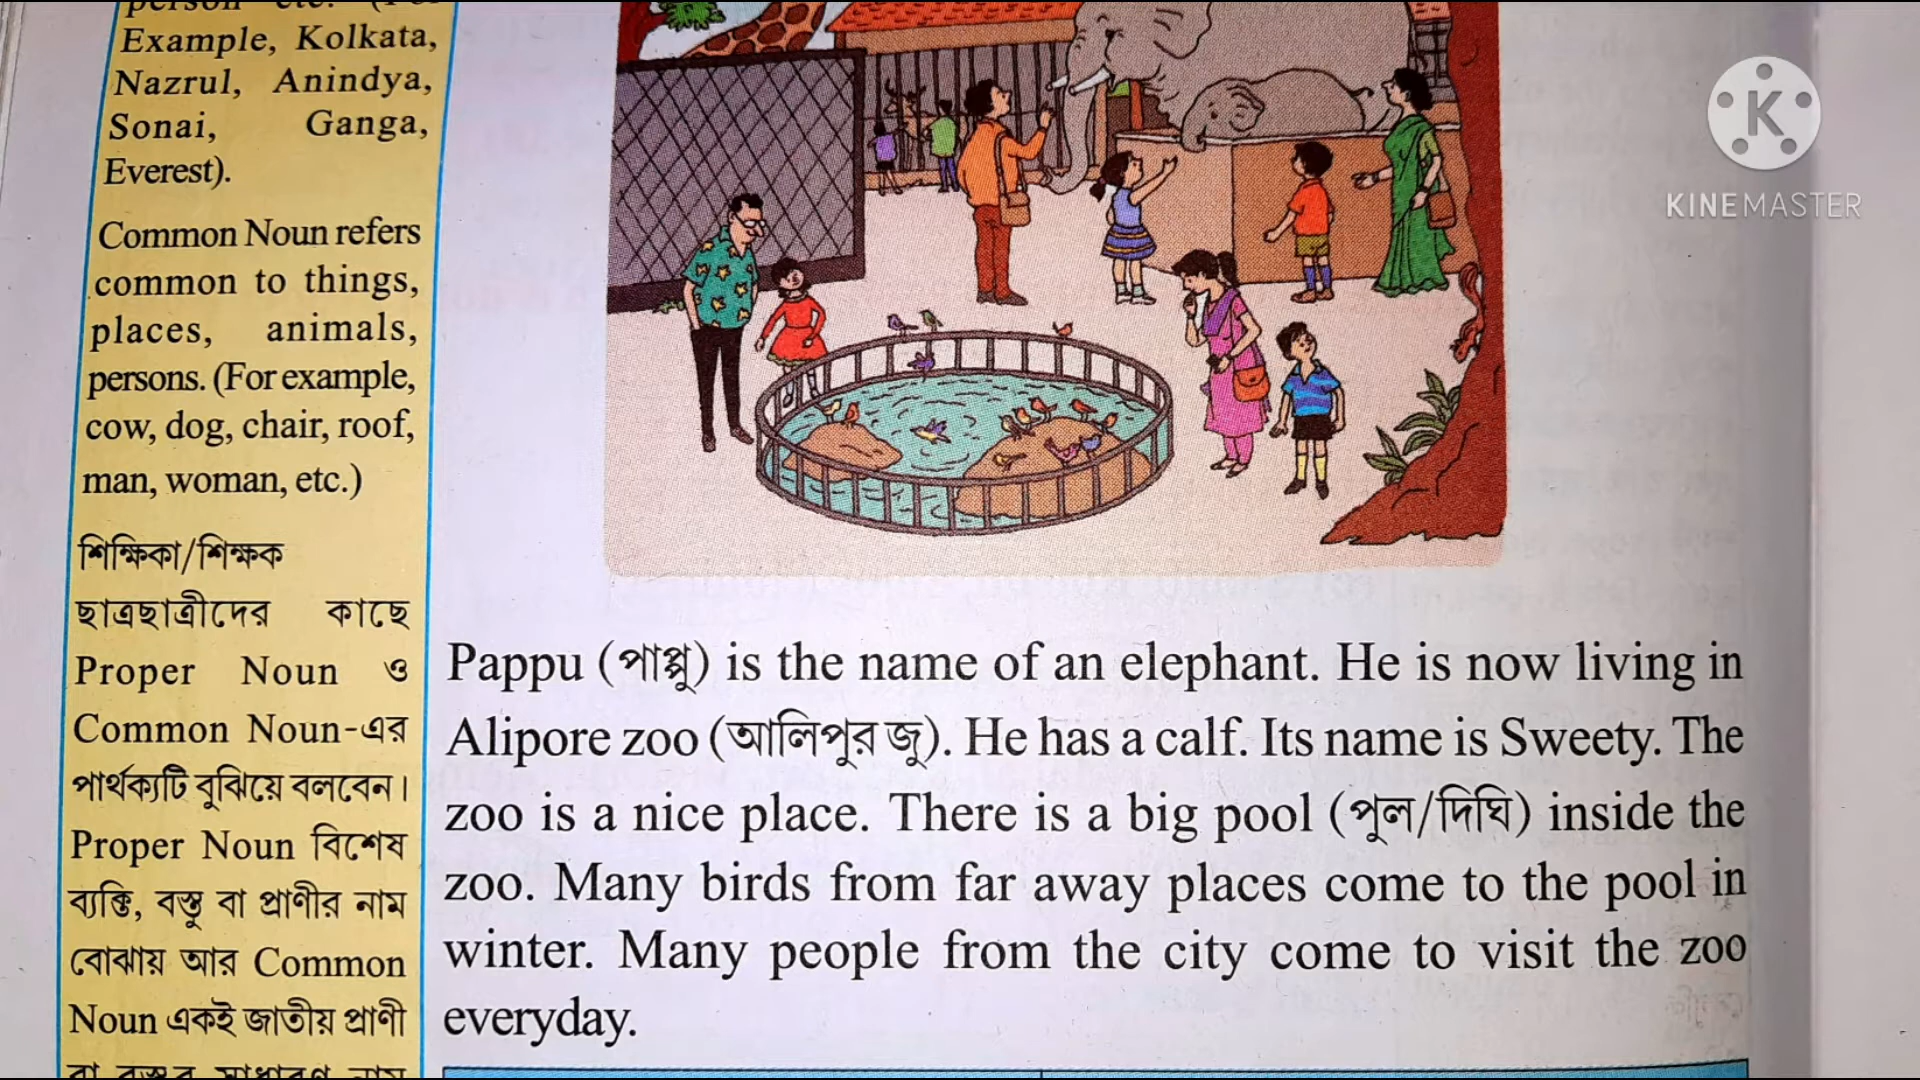 person etc. (For
Example, Kolkata,
Nazrul, Anindya,
Sonai, Ganga,
Everest).
Common Noun refers
common to things,
places, animals,
persons. (For example,
cow, dog, chair, roof,
man, woman, etc.)
শিক্ষিকা/শিক্ষক
ছাত্রছাত্রীদের কাছে
Proper Noun ও
Common Noun-এর
পার্থক্যটি বুঝিয়ে বলবেন।
Proper Noun বিশেষ
ব্যক্তি, বস্তু বা প্রাণীর নাম
বোঝায় আর Common
Noun একই জাতীয় প্রাণী
বা বস্তুর সাধারণ নাম
Pappu (পাপ্পু) is the name of an elephant. He is now living in
Alipore zoo (আলিপুর জু). He has a calf. Its name is Sweety. The
zoo is a nice place. There is a big pool (পুল/দিঘি) inside the
zoo. Many birds from far away places come to the pool in
winter. Many people from the city come to visit the zoo
everyday.
K
KINEMASTER